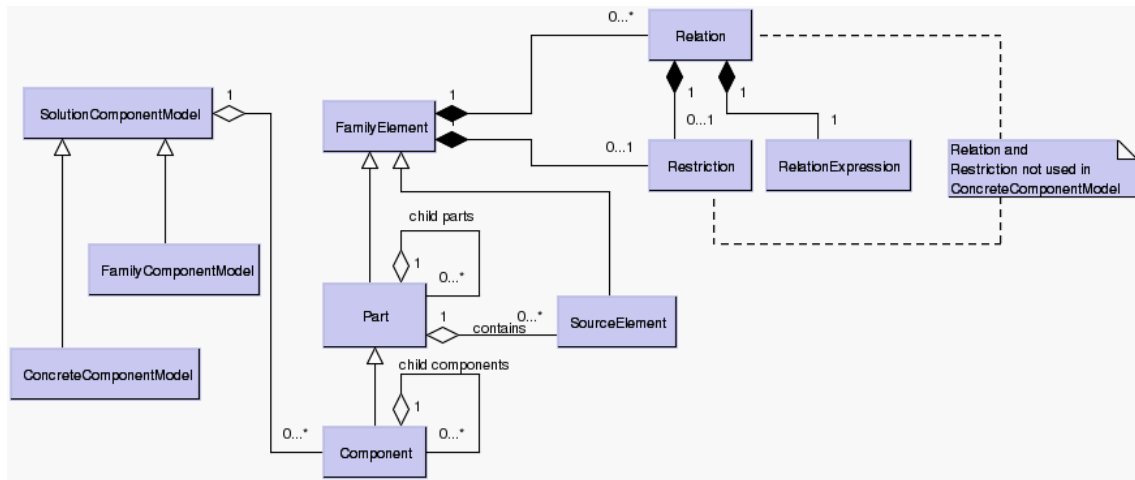 0...*
Relation
1
1
SolutionComponentModel
1
FamilyElement
1
1
0...1
1
0...1
Restriction
RelationExpression
Relation and
Restriction not used in
ConcreteComponentModel
child parts
1
0...*
FamilyComponentModel
Part
1
contains
0...*
SourceElement
ConcreteComponentModel
child components
1
0...*
0...*
Component